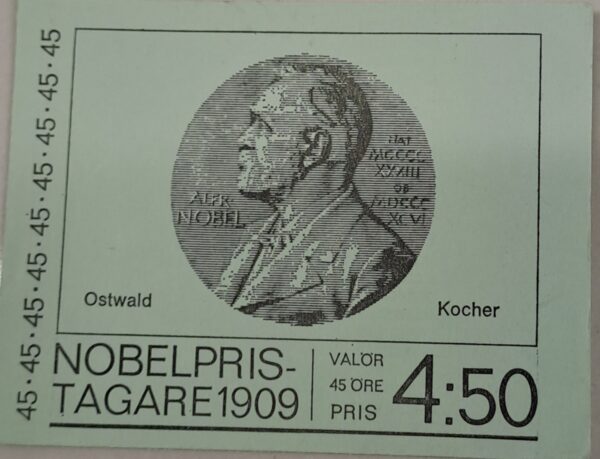 45 · 45 · 45 · 45 · 45 · 45 · 45 · 45 · 45
ALFR·
NOBEL
NAT·
MDCCC
XXXIII
OB·
MDCCC
XCVI
Ostwald
Kocher
NOBELPRIS-
TAGARE 1909
VALÖR
45 ÖRE
PRIS
4:50